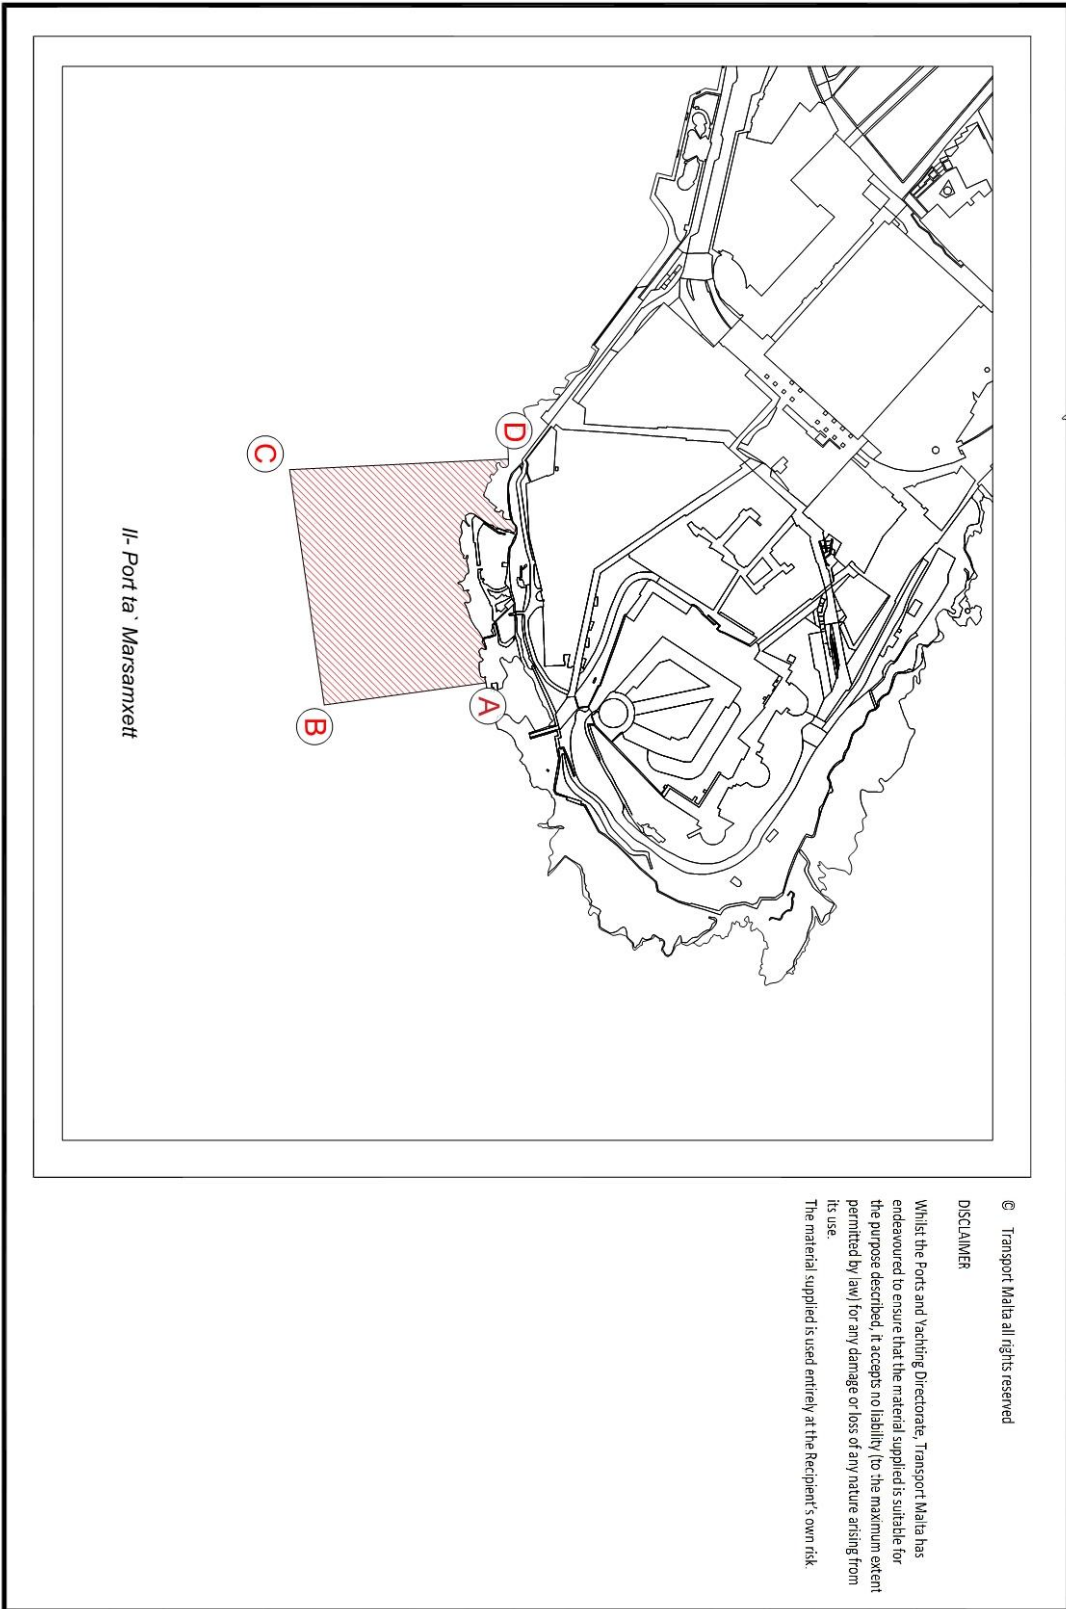 © Transport Malta all rights reserved
DISCLAIMER
Whilst the Ports and Yachting Directorate, Transport Malta has
endeavoured to ensure that the material supplied is suitable for
the purpose described, it accepts no liability (to the maximum extent
permitted by law) for any damage or loss of any nature arising from
its use.
The material supplied is used entirely at the Recipient's own risk.
D
A
C
B
Il- Port ta` Marsamxett